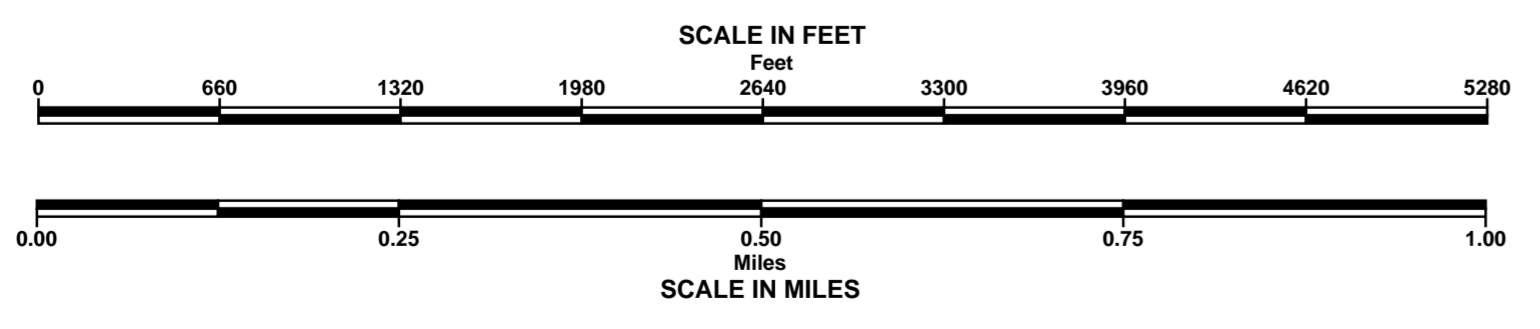 SCALE IN FEET
Feet
0 660 1320 1980 2640 3300 3960 4620 5280
0.00 0.25 0.50 0.75 1.00
Miles
SCALE IN MILES